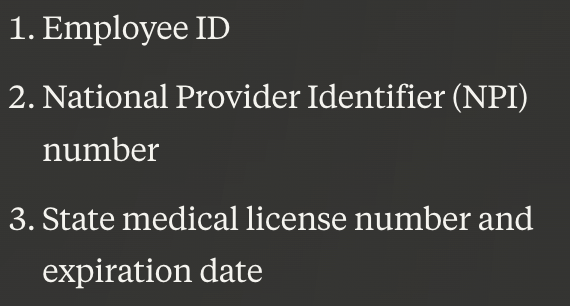 1. Employee ID
2. National Provider Identifier (NPI)
number
3. State medical license number and
expiration date